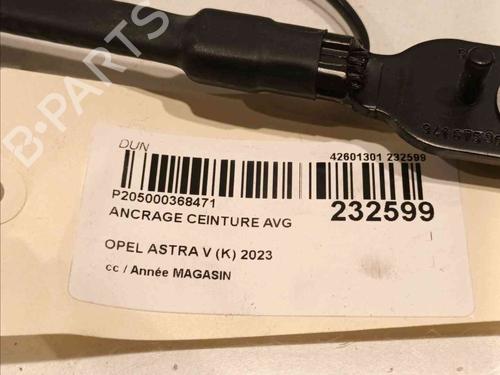 DUN
42601301 232599
P205000368471
ANCRAGE CEINTURE AVG
232599
OPEL ASTRA V (K) 2023
cc / Année MAGASIN
B-PARTS